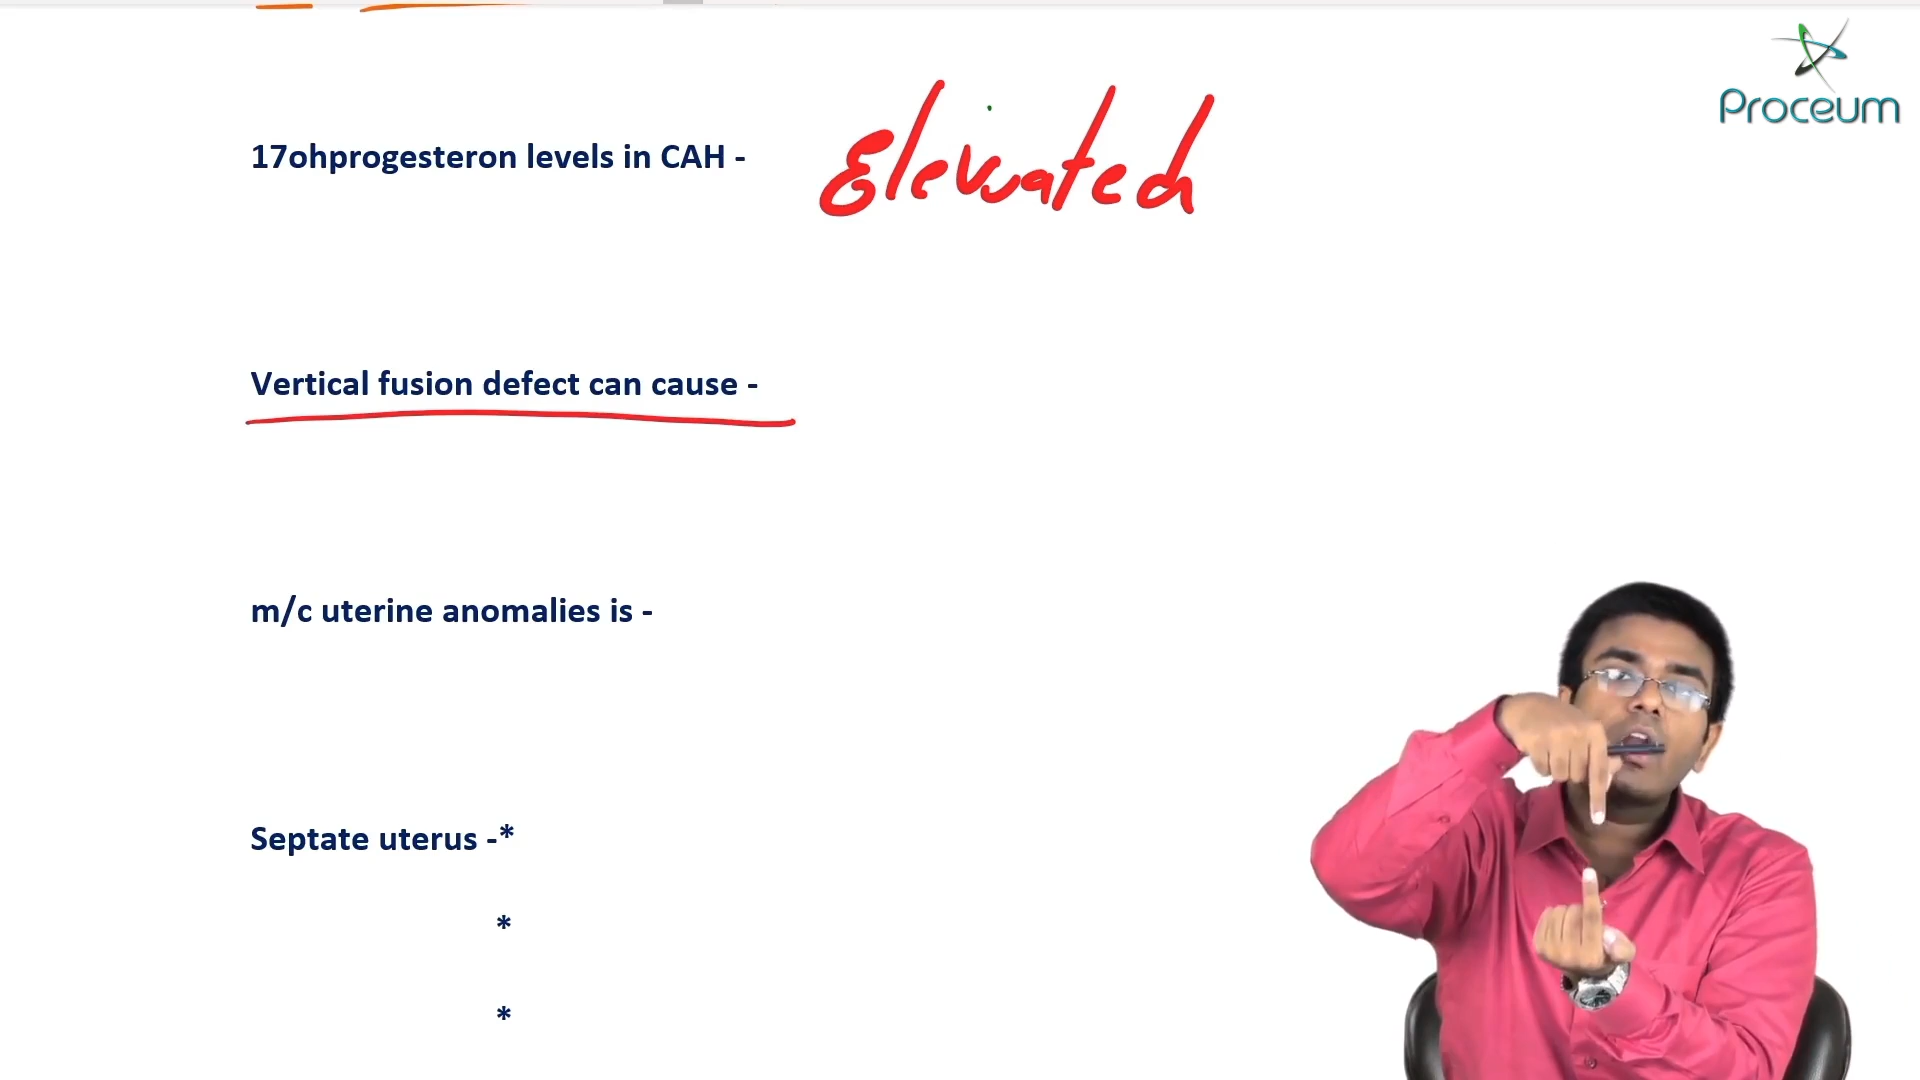 Proceum
17ohprogesteron levels in CAH - Elevated
Vertical fusion defect can cause -
m/c uterine anomalies is -
Septate uterus -*
*
*